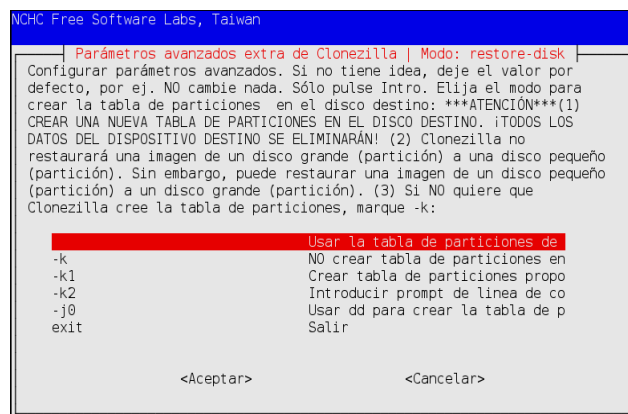 NCHC Free Software Labs, Taiwan
Parámetros avanzados extra de Clonezilla | Modo: restore-disk
Configurar parámetros avanzados. Si no tiene idea, deje el valor por
defecto, por ej. NO cambie nada. Sólo pulse Intro. Elija el modo para
crear la tabla de particiones  en el disco destino: ***ATENCIÓN***(1)
CREAR UNA NUEVA TABLA DE PARTICIONES EN EL DISCO DESTINO. ¡TODOS LOS
DATOS DEL DISPOSITIVO DESTINO SE ELIMINARÁN! (2) Clonezilla no
restaurará una imagen de un disco grande (partición) a una disco pequeño
(partición). Sin embargo, puede restaurar una imagen de un disco pequeño
(partición) a un disco grande (partición). (3) Si NO quiere que
Clonezilla cree la tabla de particiones, marque -k:
Usar la tabla de particiones de
-k NO crear tabla de particiones en
-k1 Crear tabla de particiones propo
-k2 Introducir prompt de linea de co
-j0 Usar dd para crear la tabla de p
exit Salir
<Aceptar> <Cancelar>